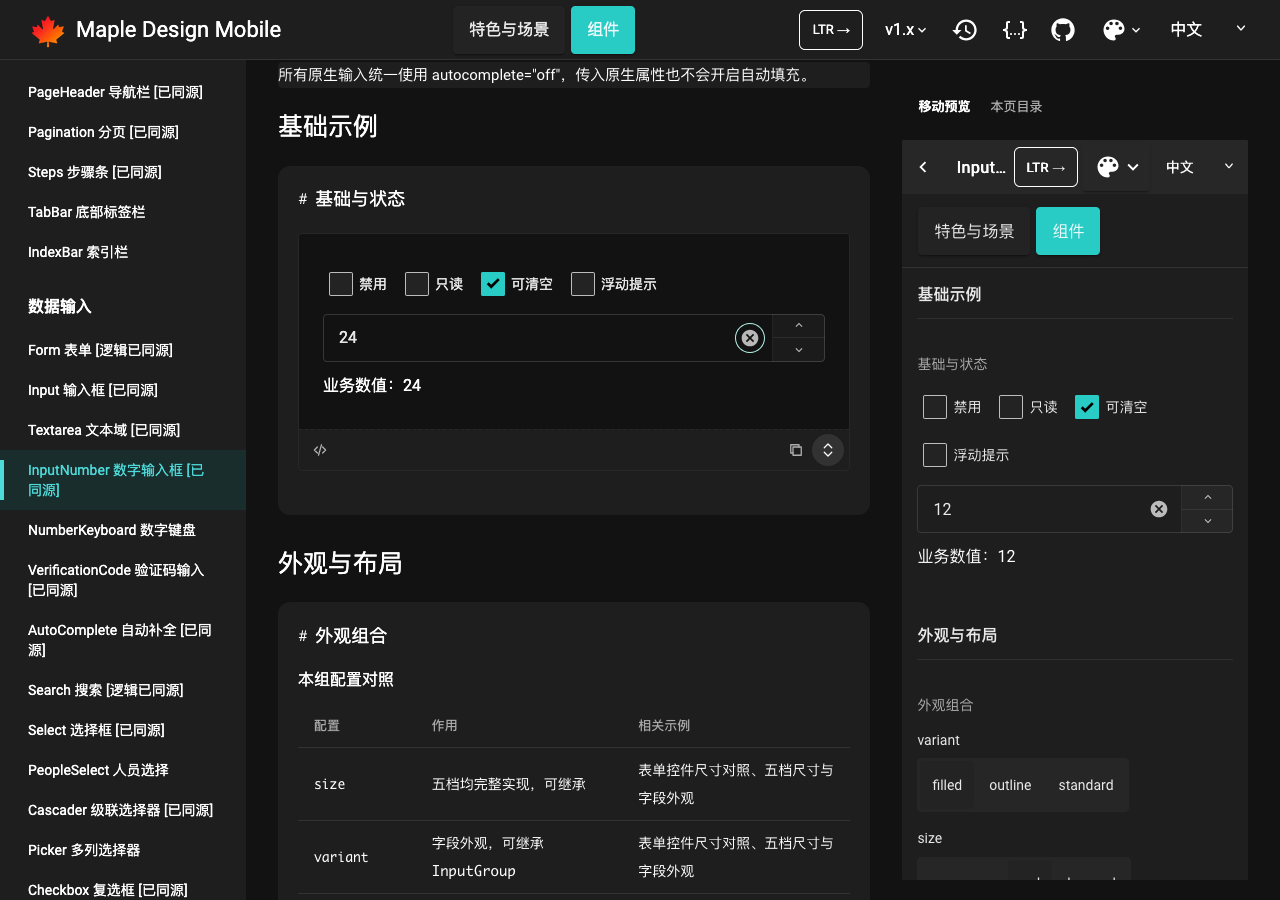 Maple Design Mobile
特色与场景
组件
LTR→
v1.x
{...}
中文
PageHeader 导航栏 [已同源]
Pagination 分页 [已同源]
Steps 步骤条 [已同源]
TabBar 底部标签栏
IndexBar 索引栏
数据输入
Form 表单 [逻辑已同源]
Input 输入框 [已同源]
Textarea 文本域 [已同源]
InputNumber 数字输入框 [已
同源]
NumberKeyboard 数字键盘
VerificationCode 验证码输入
[已同源]
AutoComplete 自动补全 [已同
源]
Search 搜索 [逻辑已同源]
Select 选择框 [已同源]
PeopleSelect 人员选择
Cascader 级联选择器 [已同源]
Picker 多列选择器
Checkbox 复选框 [已同源]
所有原生输入统一使用 autocomplete="off"，传入原生属性也不会开启自动填充。
基础示例
# 基础与状态
禁用
只读
可清空
浮动提示
24
业务数值：24
外观与布局
# 外观组合
本组配置对照
配置
作用
相关示例
size
五档均完整实现，可继承
表单控件尺寸对照、五档尺寸与
字段外观
variant
字段外观，可继承
InputGroup
表单控件尺寸对照、五档尺寸与
字段外观
移动预览
本页目录
Input...
LTR→
中文
特色与场景
组件
基础示例
基础与状态
禁用
只读
可清空
浮动提示
12
业务数值：12
外观与布局
外观组合
variant
filled
outline
standard
size